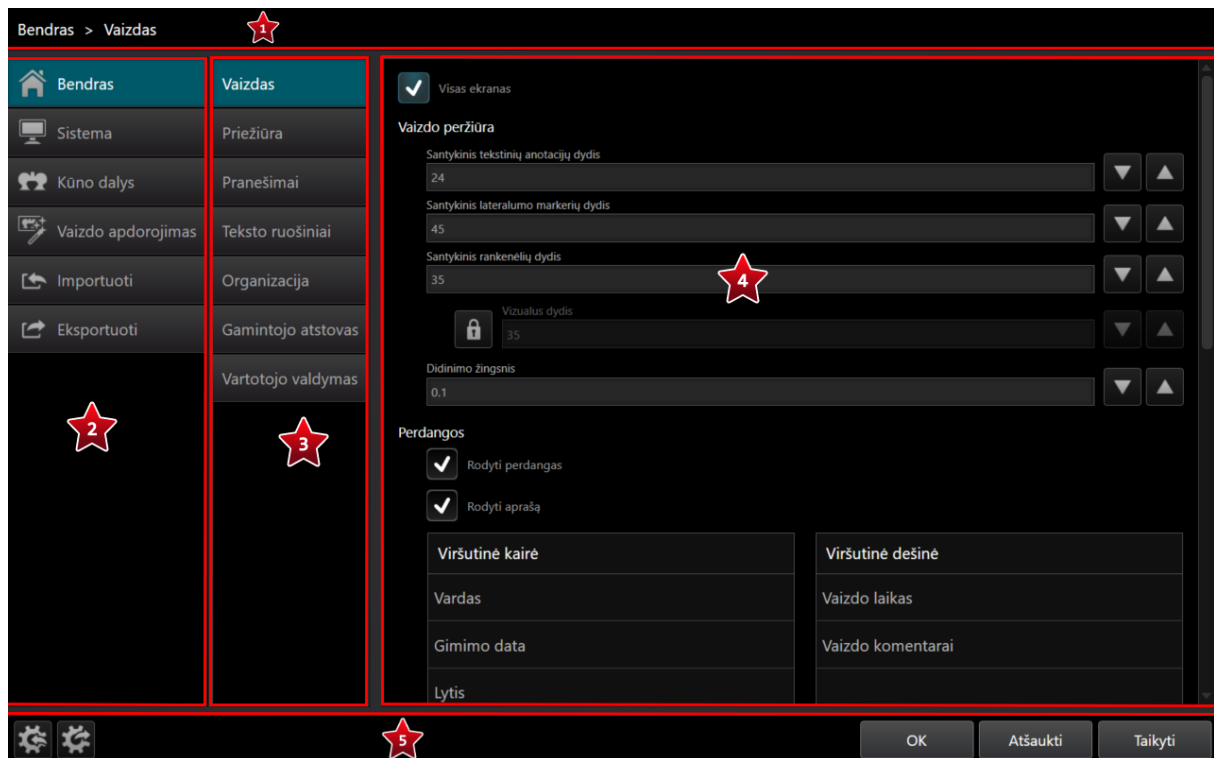 Bendras > Vaizdas
1
Bendras
Sistema
Kūno dalys
Vaizdo apdorojimas
Importuoti
Eksportuoti
2
Vaizdas
Priežiūra
Pranešimai
Teksto ruošiniai
Organizacija
Gamintojo atstovas
Vartotojo valdymas
3
Visas ekranas
Vaizdo peržiūra
Santykinis tekstinių anotacijų dydis
24
Santykinis lateralumo markerių dydis
45
Santykinis rankenėlių dydis
35
4
Vizualus dydis
35
Didinimo žingsnis
0.1
Perdangos
Rodyti perdangas
Rodyti aprašą
Viršutinė kairė
Vardas
Gimimo data
Lytis
Viršutinė dešinė
Vaizdo laikas
Vaizdo komentarai
5
OK
Atšaukti
Taikyti